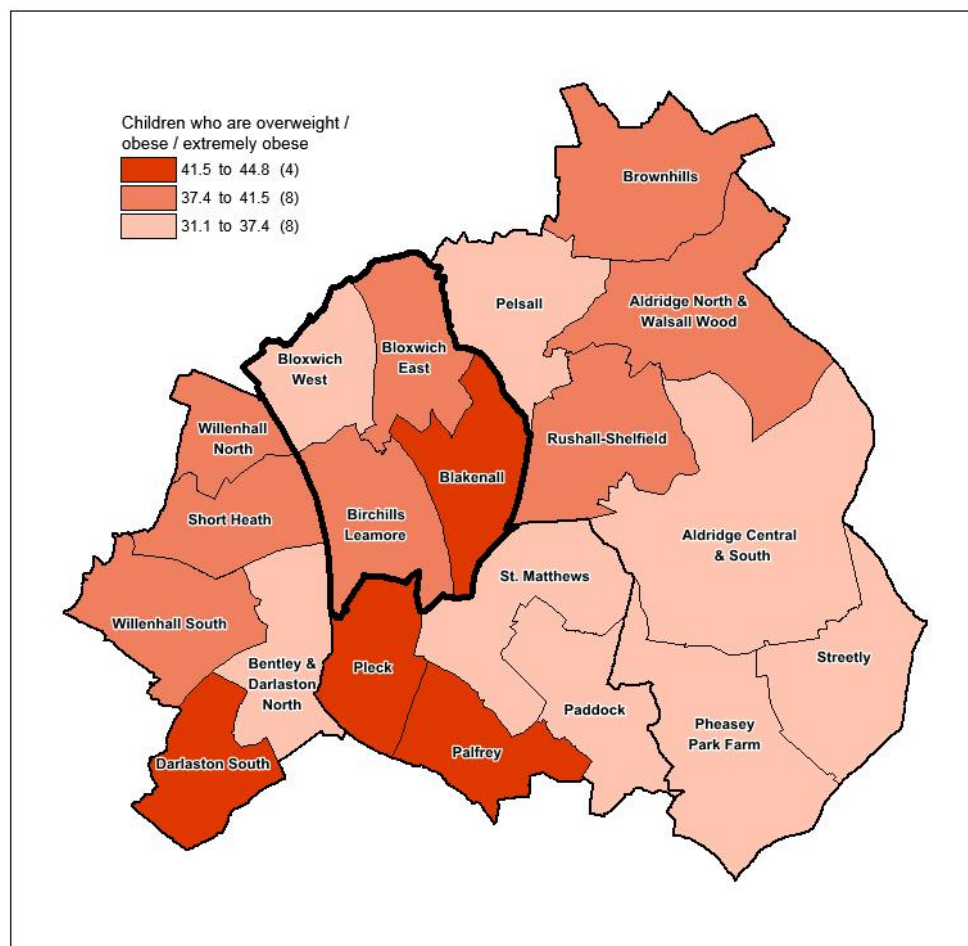 Children who are overweight /
obese / extremely obese
41.5 to 44.8 (4)
37.4 to 41.5 (8)
31.1 to 37.4 (8)
Brownhills
Pelsall
Aldridge North &
Walsall Wood
Bloxwich
West
Bloxwich
East
Willenhall
North
Rushall-Shelfield
Blakenall
Short Heath
Birchills
Leamore
Aldridge Central
& South
St. Matthews
Willenhall South
Bentley &
Darlaston
North
Pleck
Streetly
Paddock
Pheasey
Park Farm
Palfrey
Darlaston South